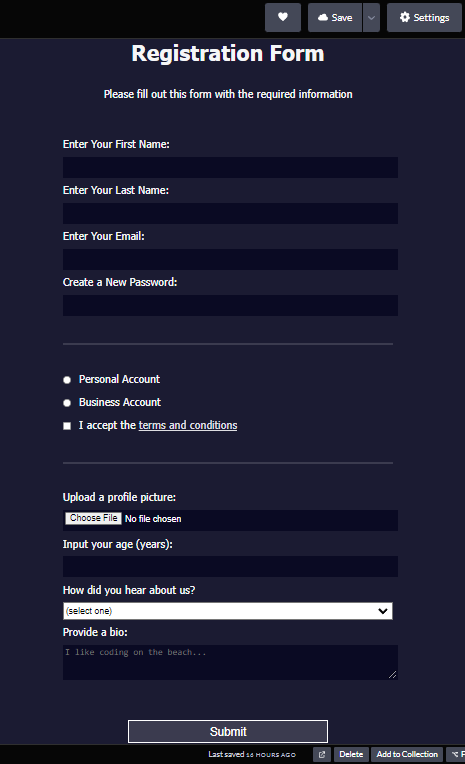 Save
Settings
Registration Form
Please fill out this form with the required information
Enter Your First Name:
Enter Your Last Name:
Enter Your Email:
Create a New Password:
Personal Account
Business Account
I accept the terms and conditions
Upload a profile picture:
Choose File No file chosen
Input your age (years):
How did you hear about us?
(select one)
Provide a bio:
I like coding on the beach...
Submit
Last saved 16 HOURS AGO
Delete
Add to Collection